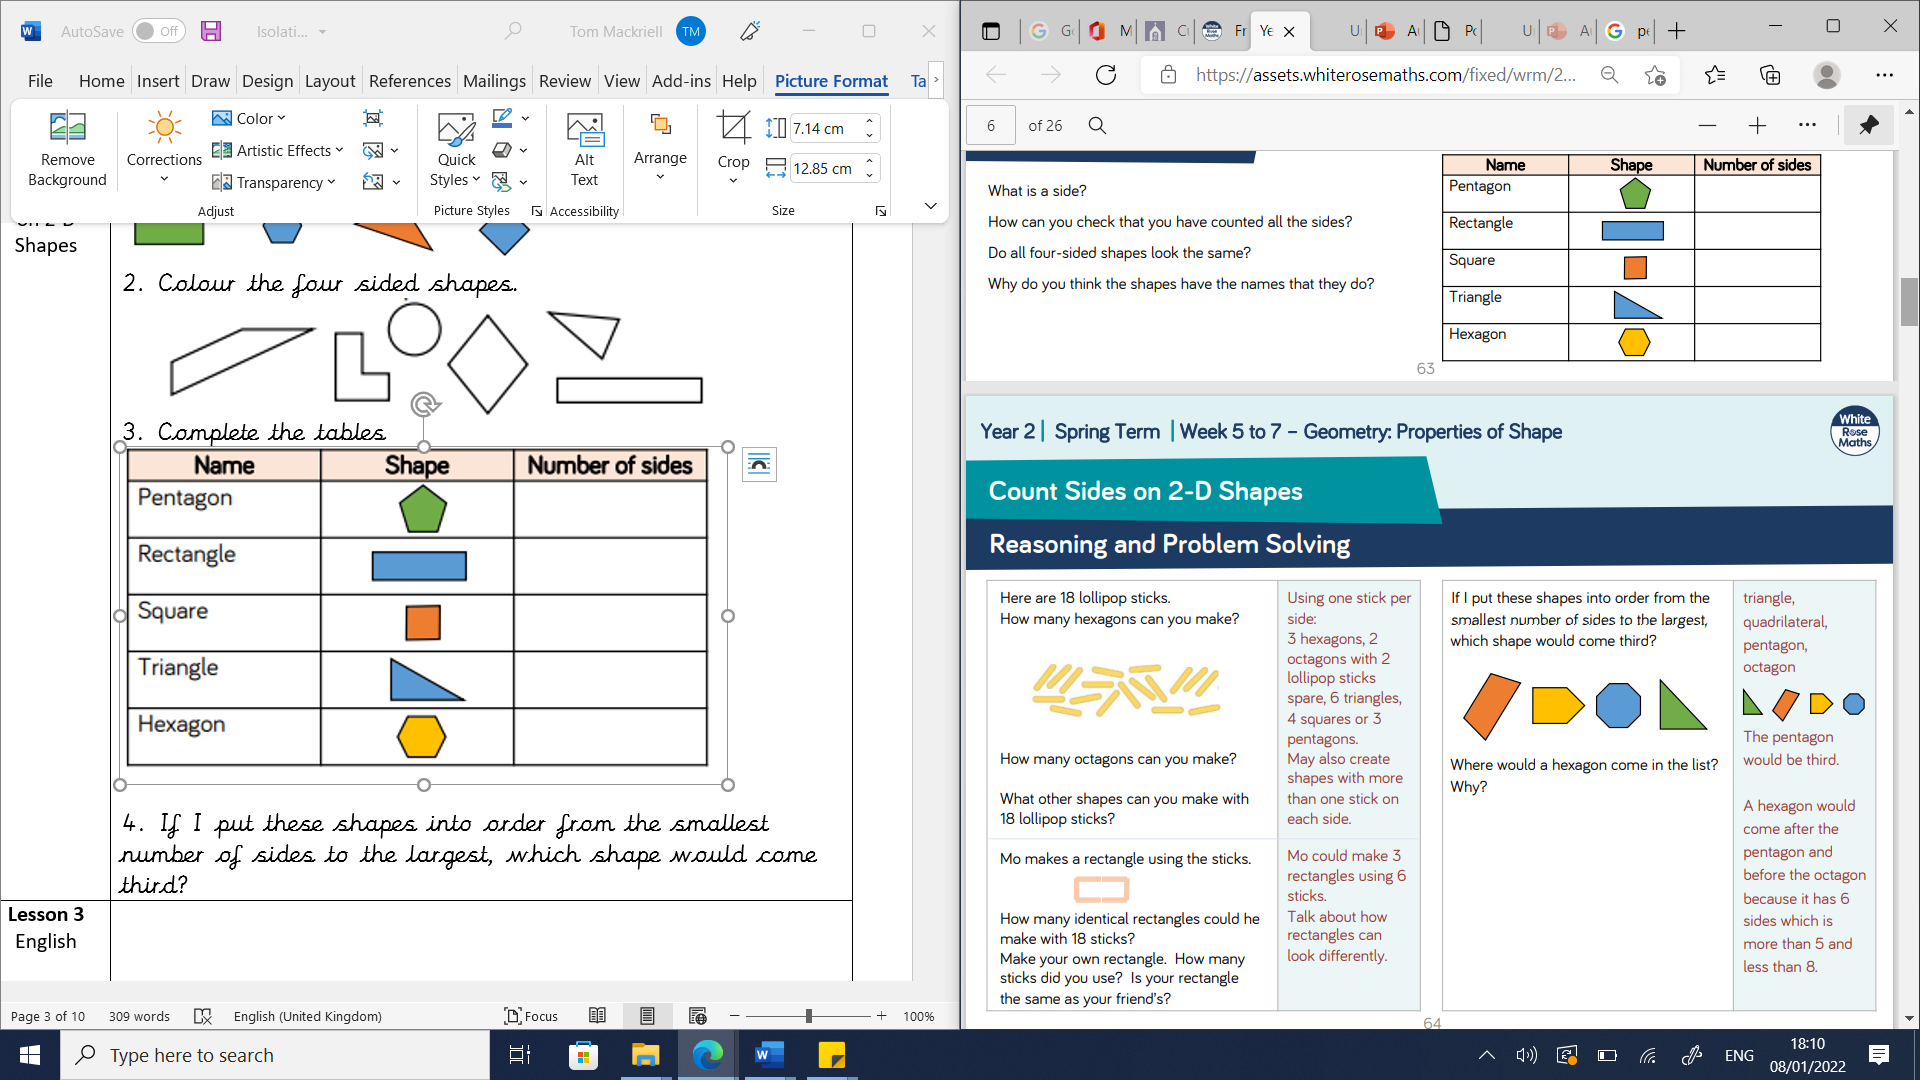 AutoSave
Off
Isolati...
Tom Mackriell
TM
File
Home
Insert
Draw
Design
Layout
References
Mailings
Review
View
Add-ins
Help
Picture Format
Ta
Remove Background
Corrections
Color
Artistic Effects
Transparency
Adjust
Quick Styles
Picture Styles
Alt Text
Accessibility
Arrange
Crop
7.14 cm
12.85 cm
Size
Shapes
2. Colour the four sided shapes.
3. Complete the tables
Name Shape Number of sides
Pentagon
Rectangle
Square
Triangle
Hexagon
4. If I put these shapes into order from the smallest
number of sides to the largest, which shape would come
third?
Lesson 3
English
Page 3 of 10
309 words
English (United Kingdom)
Focus
100%
https://assets.whiterosemaths.com/fixed/wrm/2...
6 of 26
What is a side?
How can you check that you have counted all the sides?
Do all four-sided shapes look the same?
Why do you think the shapes have the names that they do?
Name Shape Number of sides
Pentagon
Rectangle
Square
Triangle
Hexagon
63
Year 2 | Spring Term | Week 5 to 7 – Geometry: Properties of Shape
White
Rose
Maths
Count Sides on 2-D Shapes
Reasoning and Problem Solving
Here are 18 lollipop sticks.
How many hexagons can you make?
How many octagons can you make?
What other shapes can you make with
18 lollipop sticks?
Using one stick per
side:
3 hexagons, 2
octagons with 2
lollipop sticks
spare, 6 triangles,
4 squares or 3
pentagons.
May also create
shapes with more
than one stick on
each side.
Mo makes a rectangle using the sticks.
How many identical rectangles could he
make with 18 sticks?
Make your own rectangle. How many
sticks did you use? Is your rectangle
the same as your friend's?
Mo could make 3
rectangles using 6
sticks.
Talk about how
rectangles can
look differently.
If I put these shapes into order from the
smallest number of sides to the largest,
which shape would come third?
Where would a hexagon come in the list?
Why?
triangle,
quadrilateral,
pentagon,
octagon
The pentagon
would be third.
A hexagon would
come after the
pentagon and
before the octagon
because it has 6
sides which is
more than 5 and
less than 8.
64
Type here to search
ENG
18:10
08/01/2022